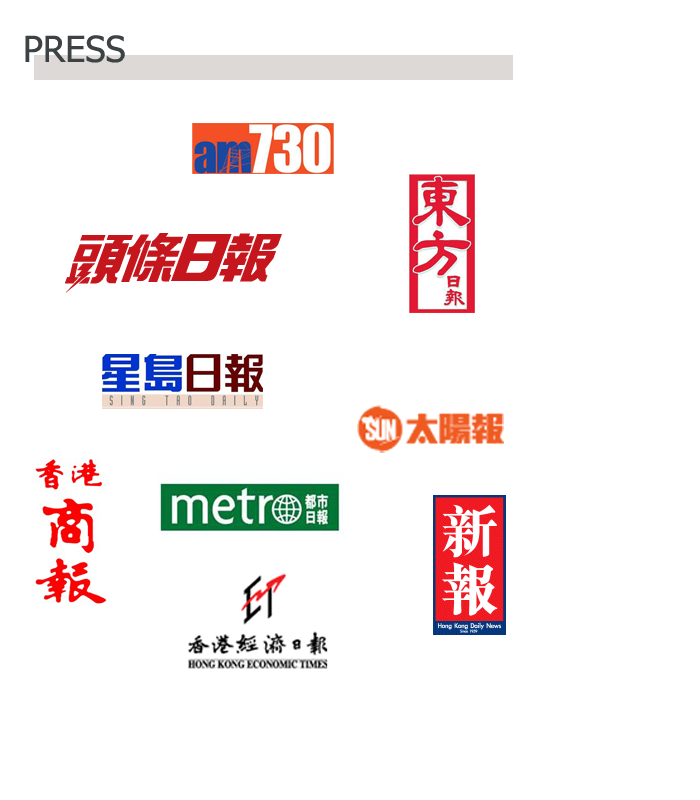 PRESS
am730
東方
日報
頭條日報
星島日報
SING TAO DAILY
SUN 太陽報
香港
商
報
metro 都市
日報
新
報
Hong Kong Daily News
Since 1959
ET
香港經濟日報
HONG KONG ECONOMIC TIMES